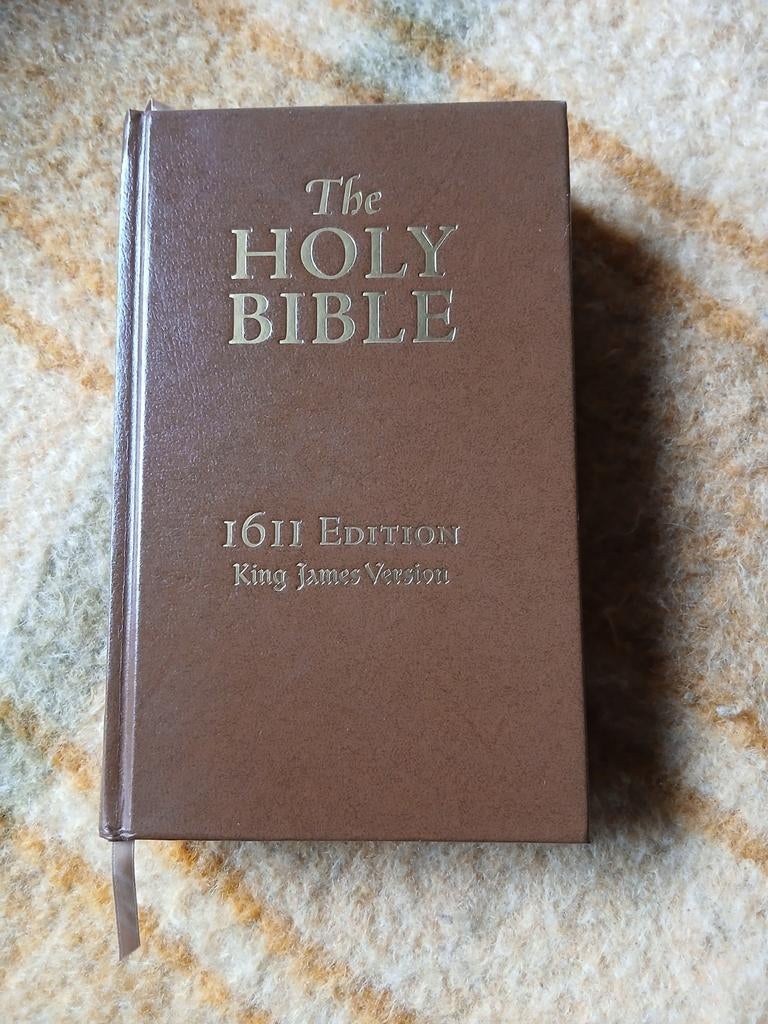 The
HOLY
BIBLE
1611 EDITION
King James Version